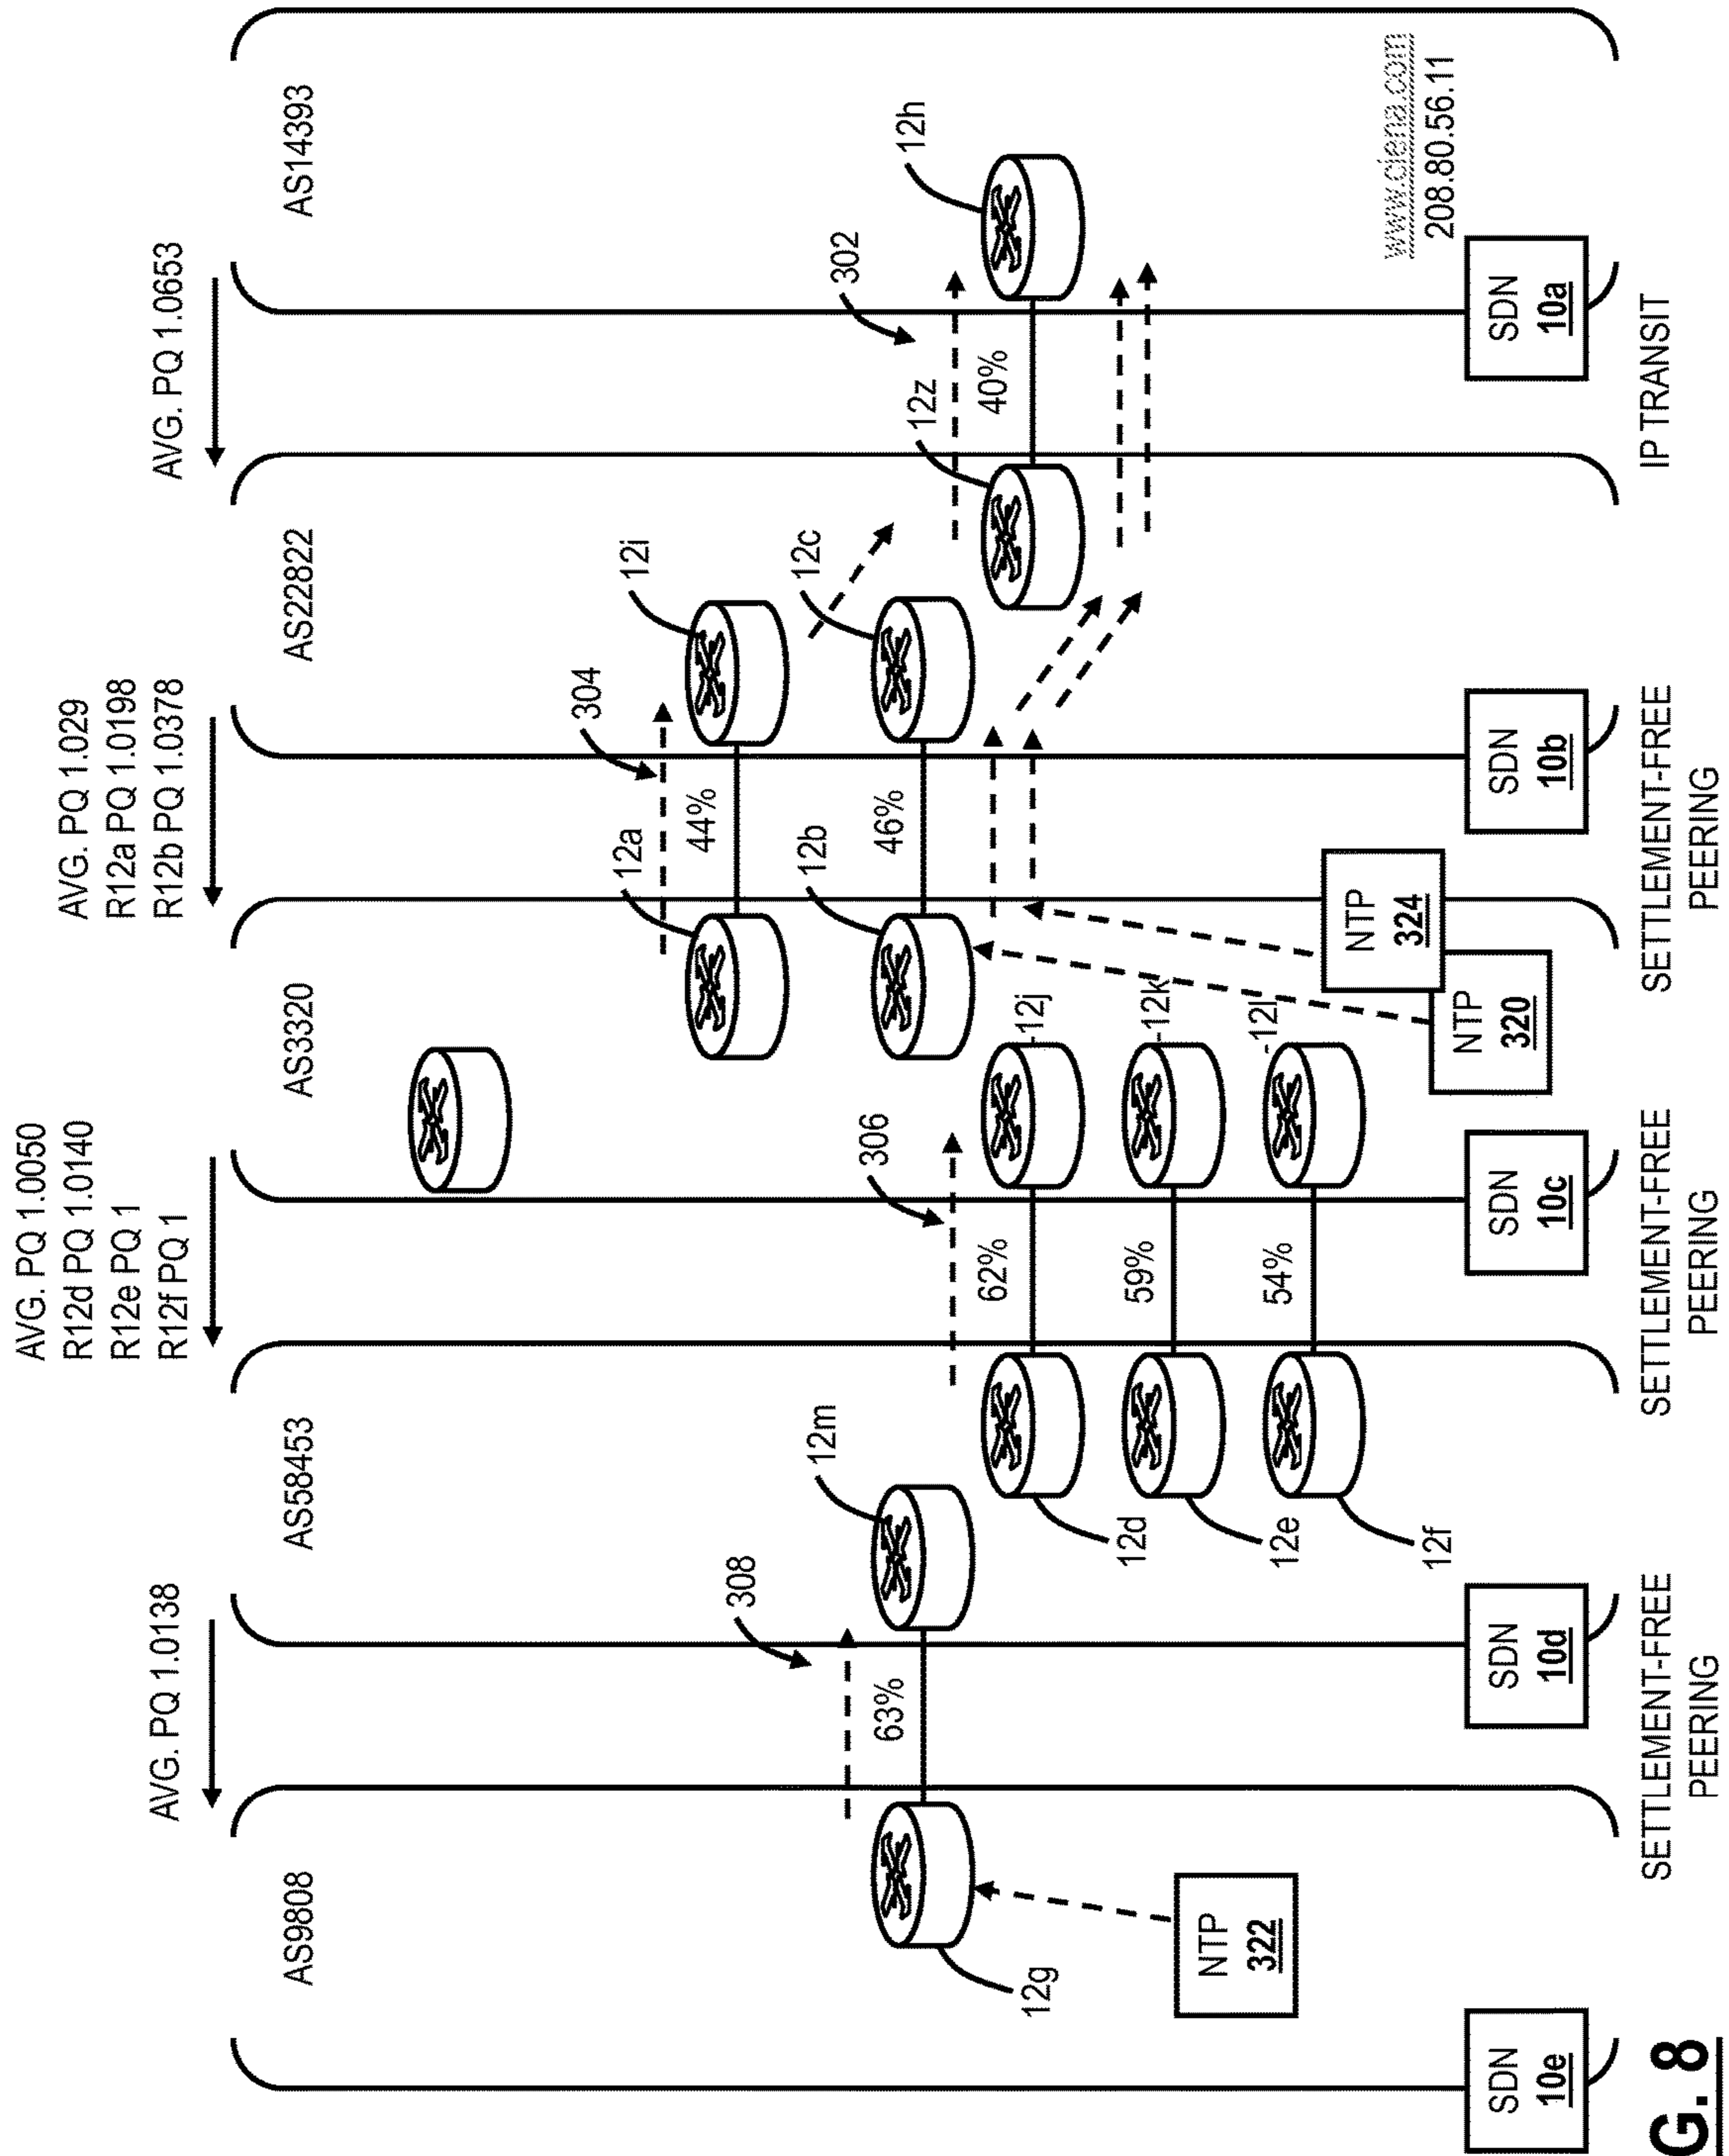 AVG. PQ 1.0138
AVG. PQ 1.0050
R12d PQ 1.0140
R12e PQ 1
R12f PQ 1
AVG. PQ 1.029
R12a PQ 1.0198
R12b PQ 1.0378
AVG. PQ 1.0653
AS9808
AS58453
AS3320
AS22822
AS14393
12i
304
12a
44%
308
12m
306
12b
46%
12c
302
12h
63%
12z
40%
12g
62%
12j
12d
59%
12k
12e
54%
12l
12f
NTP
322
NTP
324
NTP
320
www.ciena.com
208.80.56.11
SDN
10e
SDN
10d
SDN
10c
SDN
10b
SDN
10a
SETTLEMENT-FREE
PEERING
SETTLEMENT-FREE
PEERING
SETTLEMENT-FREE
PEERING
IP TRANSIT
G. 8